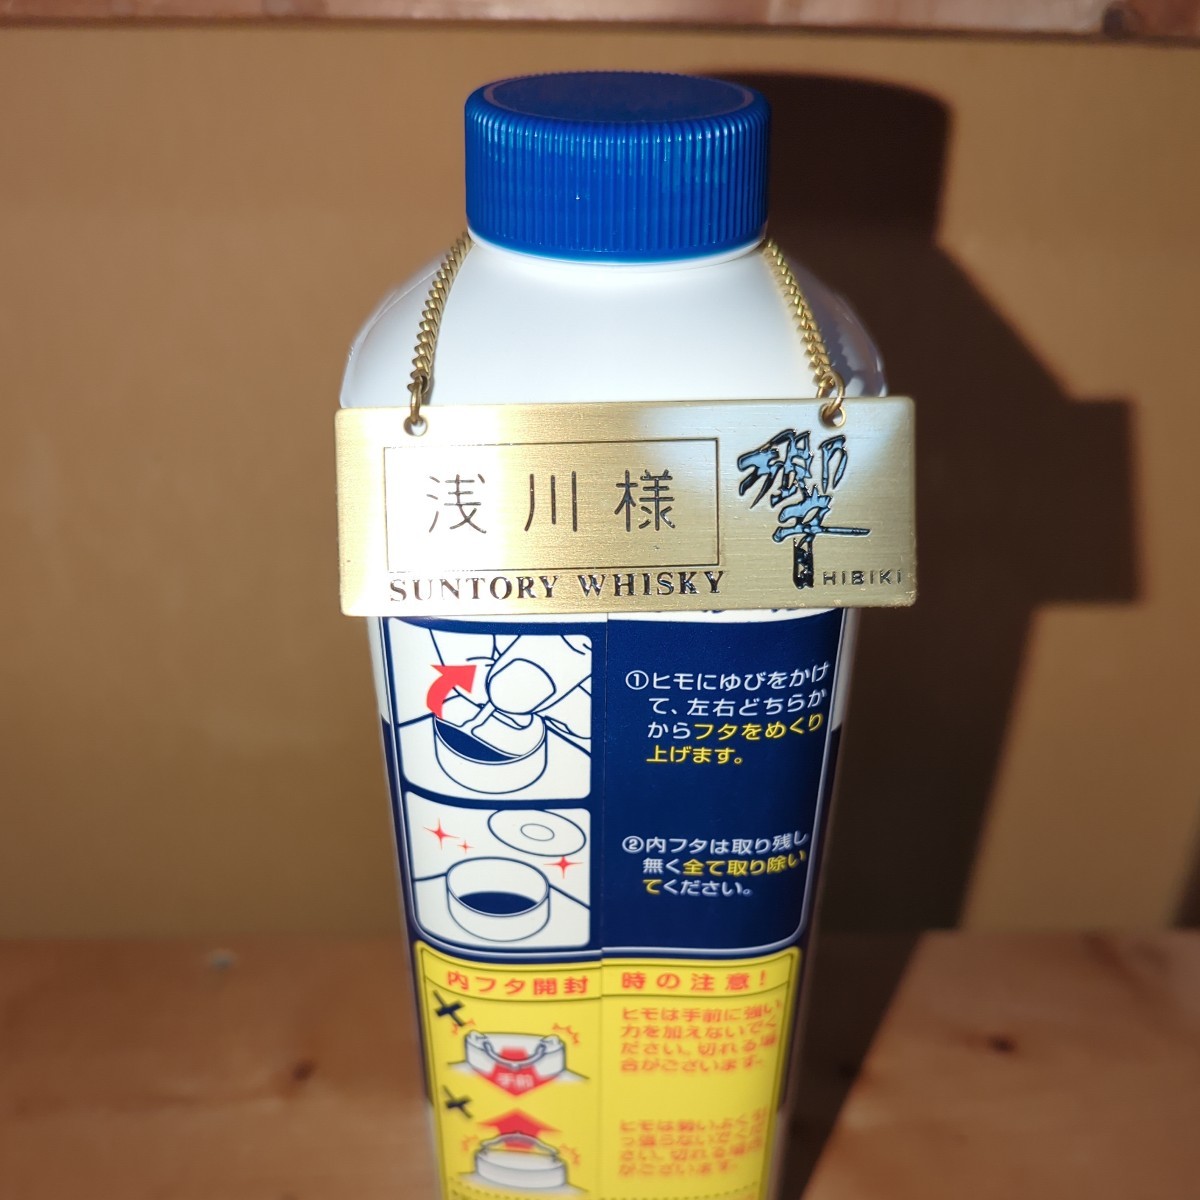 浅川様
響
SUNTORY WHISKY
HIBIKI
①ヒモにゆびをかけ
て、左右どちらか
からフタをめくり
上げます。
②内フタは取り残し
無く全て取り除い
てください。
内フタ開封時の注意!
ヒモは手前に強い
力を加えないでく
ださい。切れる場
合がございます。
手前